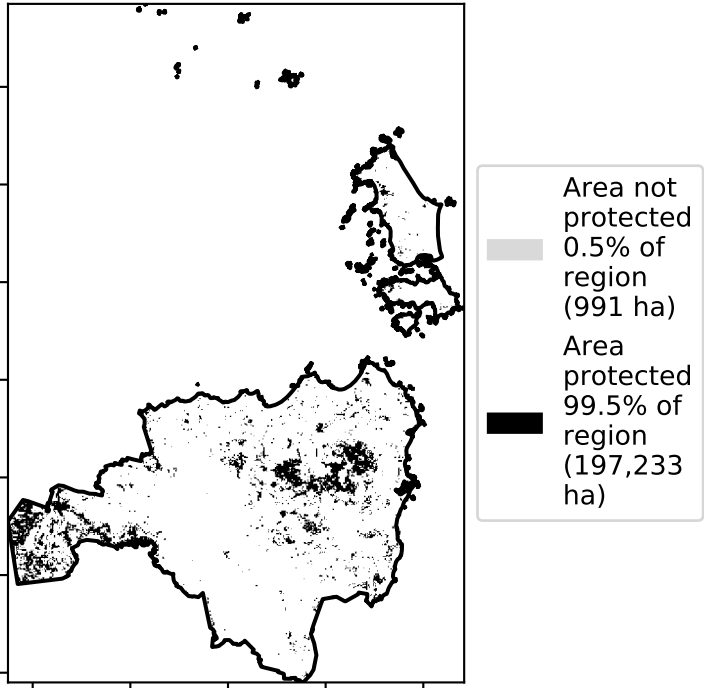 Area not
protected
0.5% of
region
(991 ha)
Area
protected
99.5% of
region
(197,233
ha)